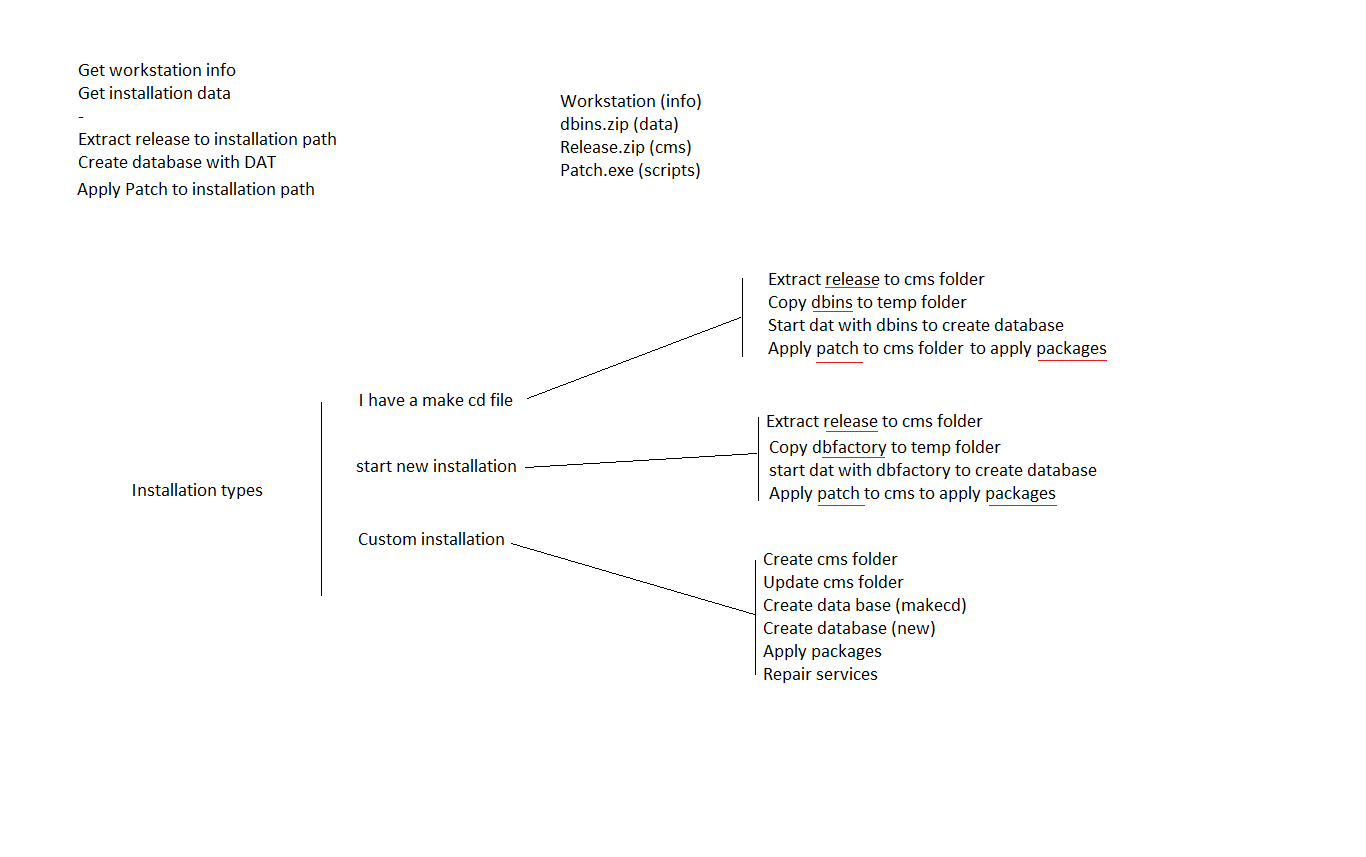 Get workstation info
Get installation data
-
Extract release to installation path
Create database with DAT
Apply Patch to installation path
Workstation (info)
dbins.zip (data)
Release.zip (cms)
Patch.exe (scripts)
Installation types
I have a make cd file
Extract release to cms folder
Copy dbins to temp folder
Start dat with dbins to create database
Apply patch to cms folder to apply packages
start new installation
Extract release to cms folder
Copy dbfactory to temp folder
start dat with dbfactory to create database
Apply patch to cms to apply packages
Custom installation
Create cms folder
Update cms folder
Create data base (makecd)
Create database (new)
Apply packages
Repair services